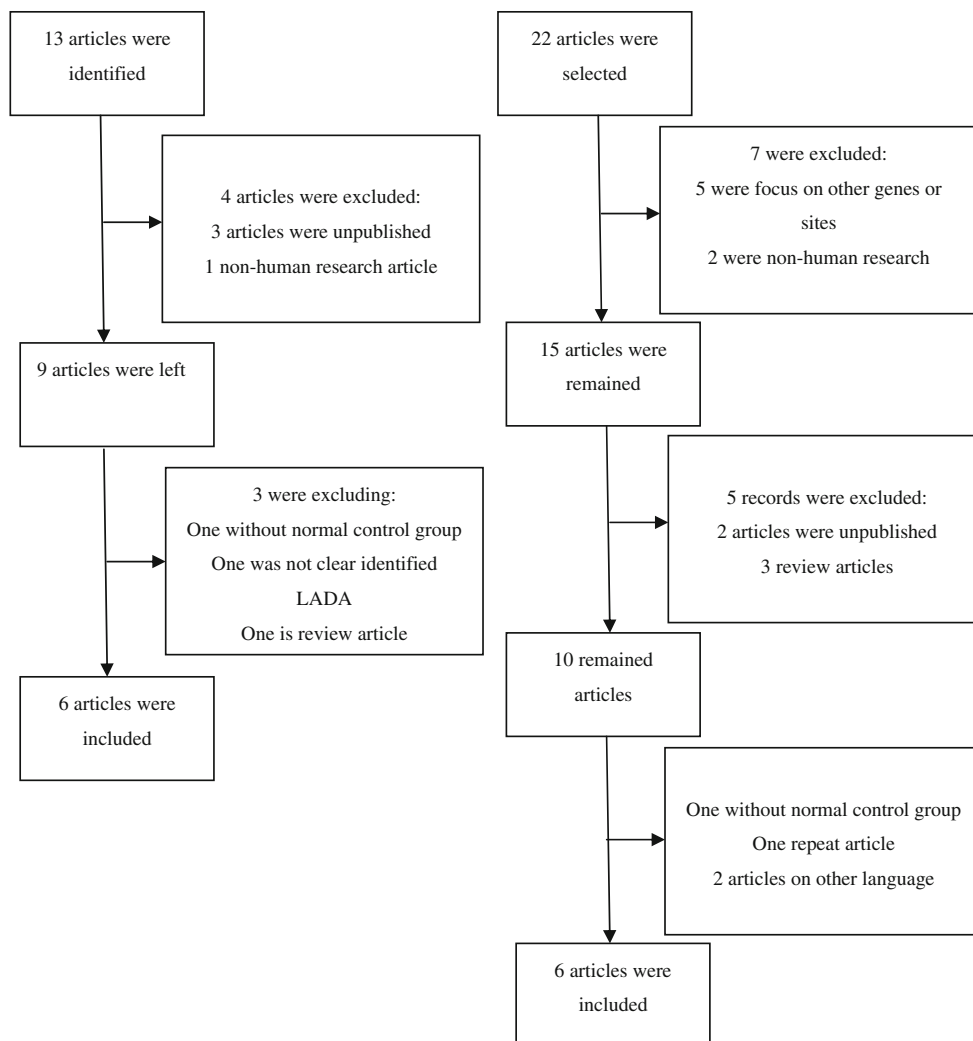 13 articles were
identified
4 articles were excluded:
3 articles were unpublished
1 non-human research article
9 articles were left
3 were excluding:
One without normal control group
One was not clear identified
LADA
One is review article
6 articles were
included
22 articles were
selected
7 were excluded:
5 were focus on other genes or
sites
2 were non-human research
15 articles were
remained
5 records were excluded:
2 articles were unpublished
3 review articles
10 remained
articles
One without normal control group
One repeat article
2 articles on other language
6 articles were
included